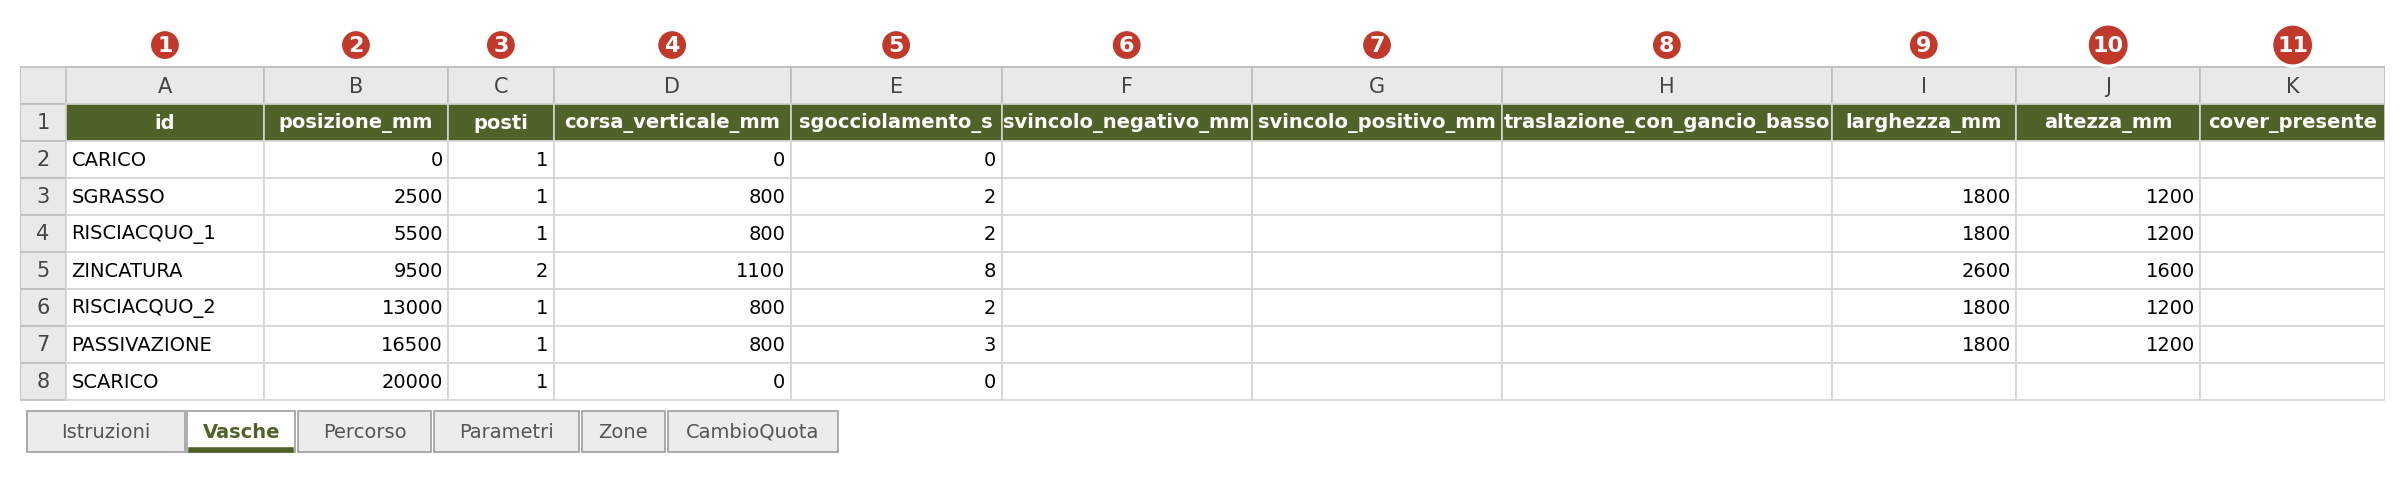 1 2 3 4 5 6 7 8 9 10 11
A B C D E F G H I J K
1 id posizione_mm posti corsa_verticale_mm sgocciolamento_s svincolo_negativo_mm svincolo_positivo_mm traslazione_con_gancio_basso larghezza_mm altezza_mm cover_presente
2 CARICO 0 1 0 0
3 SGRASSO 2500 1 800 2 1800 1200
4 RISCIACQUO_1 5500 1 800 2 1800 1200
5 ZINCATURA 9500 2 1100 8 2600 1600
6 RISCIACQUO_2 13000 1 800 2 1800 1200
7 PASSIVAZIONE 16500 1 800 3 1800 1200
8 SCARICO 20000 1 0 0
Istruzioni Vasche Percorso Parametri Zone CambioQuota